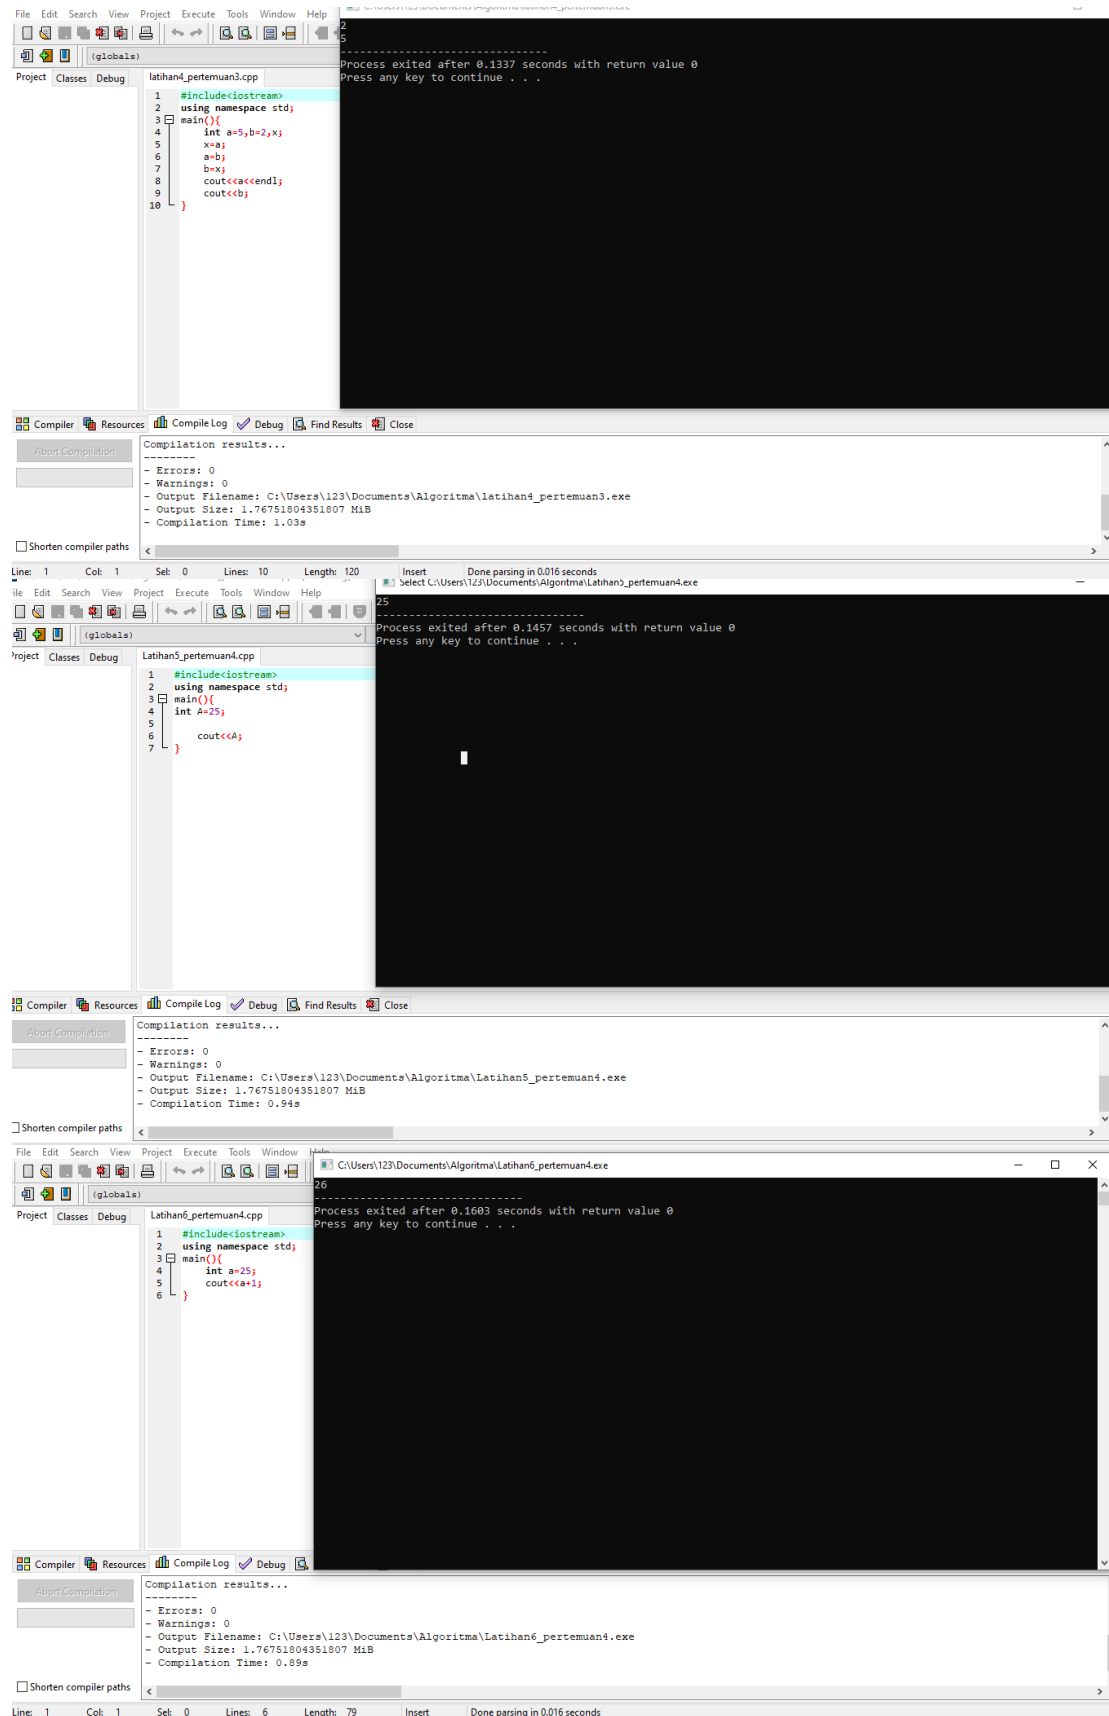 File Edit Search View Project Execute Tools Window Help
(globals)
Project Classes Debug
latihan4_pertemuan3.cpp
1 #include<iostream>
2 using namespace std;
3 main(){
4 int a=5,b=2,x;
5 x=a;
6 a=b;
7 b=x;
8 cout<<a<<endl;
9 cout<<b;
10 }
C:\Users\123\Documents\Algoritma\latihan4_pertemuan3.exe
2
5
--------------------------------
Process exited after 0.1337 seconds with return value 0
Press any key to continue . . .
Compiler Resources Compile Log Debug Find Results Close
Abort Compilation
Shorten compiler paths
Compilation results...
--------
- Errors: 0
- Warnings: 0
- Output Filename: C:\Users\123\Documents\Algoritma\latihan4_pertemuan3.exe
- Output Size: 1.76751804351807 MiB
- Compilation Time: 1.03s
Line: 1 Col: 1 Sel: 0 Lines: 10 Length: 120 Insert Done parsing in 0.016 seconds
ile Edit Search View Project Execute Tools Window Help
(globals)
Project Classes Debug
Latihan5_pertemuan4.cpp
1 #include<iostream>
2 using namespace std;
3 main(){
4 int A=25;
5
6 cout<<A;
7 }
Select C:\Users\123\Documents\Algoritma\Latihan5_pertemuan4.exe
25
--------------------------------
Process exited after 0.1457 seconds with return value 0
Press any key to continue . . .
Compiler Resources Compile Log Debug Find Results Close
Abort Compilation
Shorten compiler paths
Compilation results...
--------
- Errors: 0
- Warnings: 0
- Output Filename: C:\Users\123\Documents\Algoritma\Latihan5_pertemuan4.exe
- Output Size: 1.76751804351807 MiB
- Compilation Time: 0.94s
File Edit Search View Project Execute Tools Window Help
(globals)
Project Classes Debug
Latihan6_pertemuan4.cpp
1 #include<iostream>
2 using namespace std;
3 main(){
4 int a=25;
5 cout<<a+1;
6 }
C:\Users\123\Documents\Algoritma\Latihan6_pertemuan4.exe
26
--------------------------------
Process exited after 0.1603 seconds with return value 0
Press any key to continue . . .
Compiler Resources Compile Log Debug
Abort Compilation
Shorten compiler paths
Compilation results...
--------
- Errors: 0
- Warnings: 0
- Output Filename: C:\Users\123\Documents\Algoritma\Latihan6_pertemuan4.exe
- Output Size: 1.76751804351807 MiB
- Compilation Time: 0.89s
Line: 1 Col: 1 Sel: 0 Lines: 6 Length: 79 Insert Done parsing in 0.016 seconds